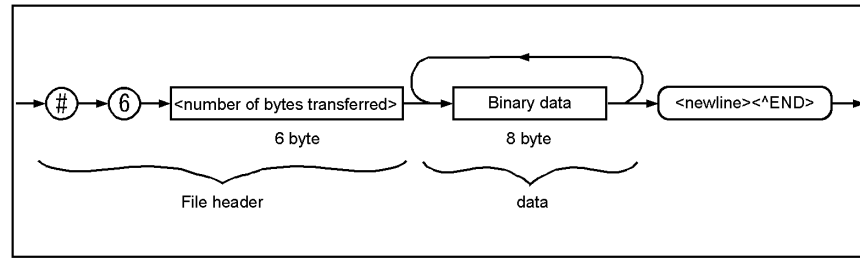 # 6 <number of bytes transferred> Binary data <newline><^END>
6 byte 8 byte
File header data